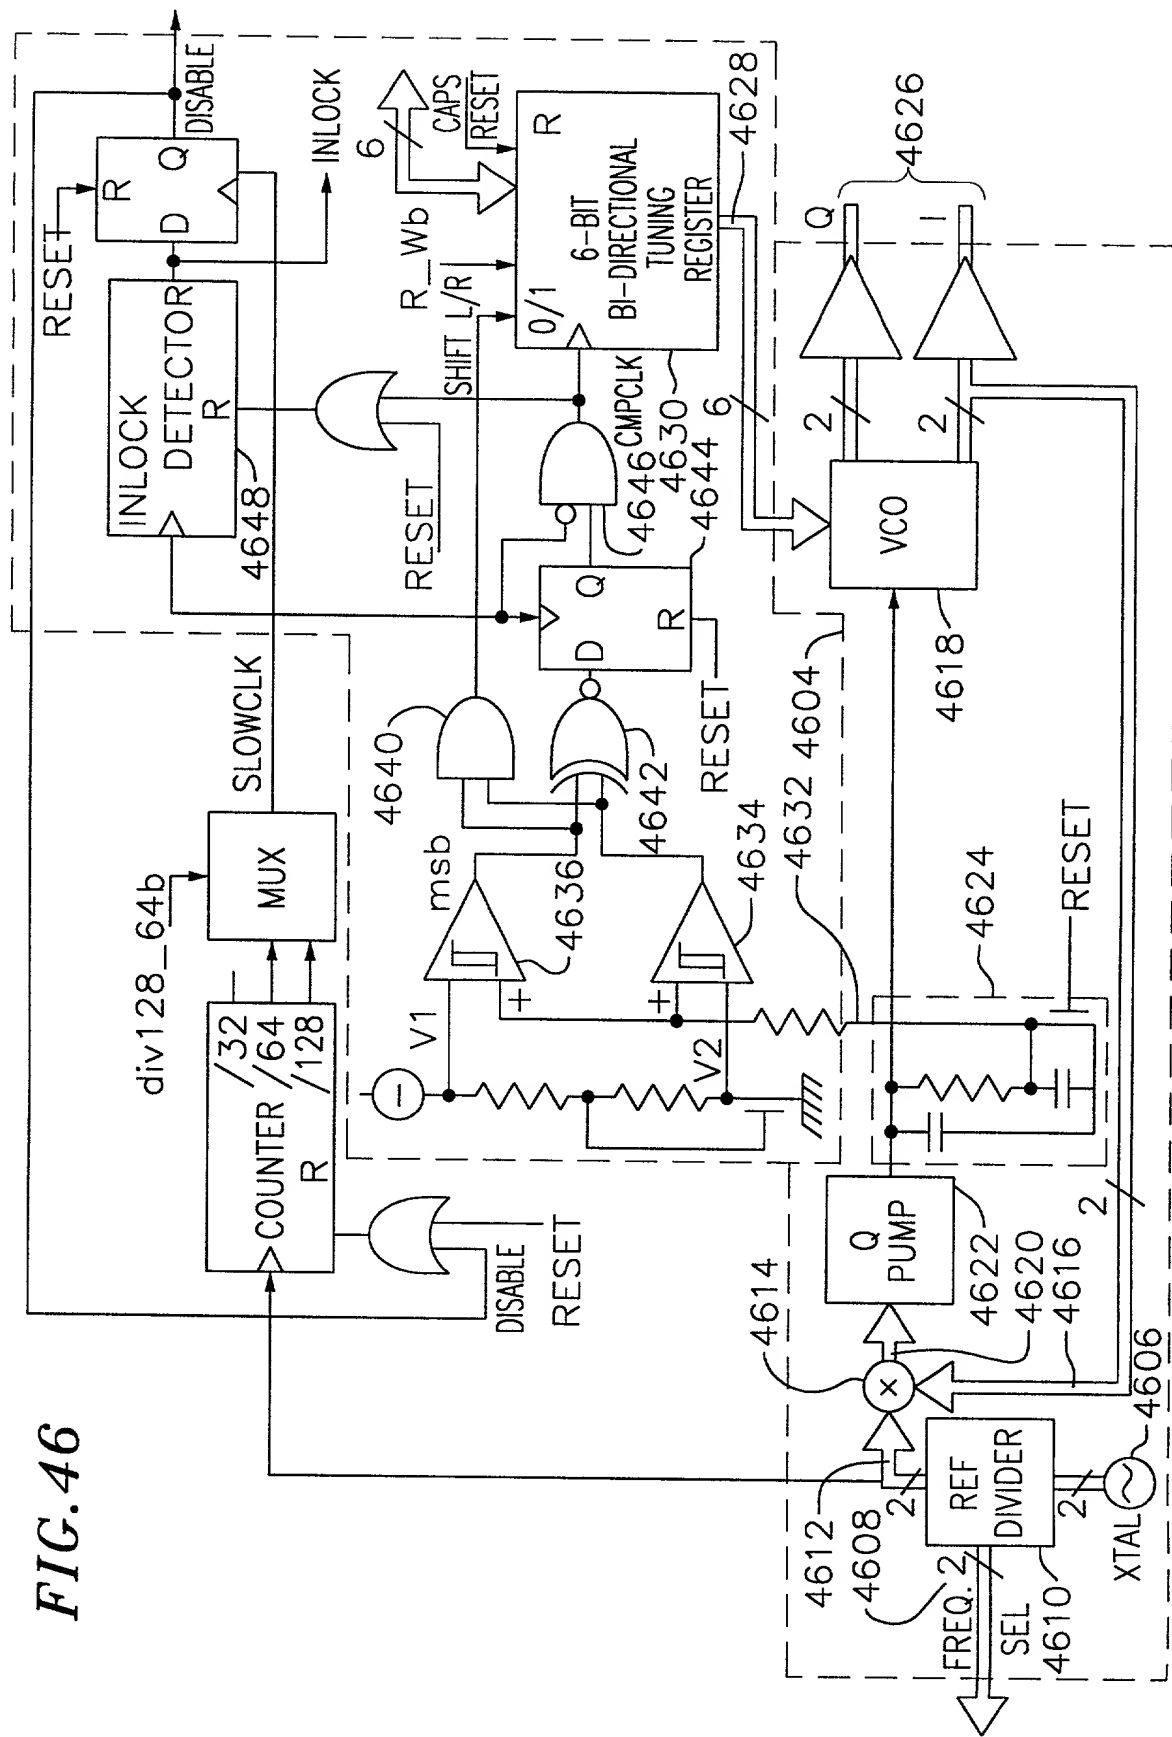 FIG. 46
RESET
R
D
Q
DISABLE
INLOCK
DETECTOR
R
4648
INLOCK
6
CAPS
RESET
R_Wb
SHIFT L/R
0/1
R
6-BIT
BI-DIRECTIONAL
TUNING
REGISTER
4628
RESET
CMPCLK
4646
4630
4644
6
D
Q
R
RESET
SLOWCLK
div128_64b
MUX
COUNTER
R
/32
/64
/128
DISABLE
RESET
4640
4642
msb
4636
4634
4632
4604
V1
V2
+
+
Q
I
4626
2
2
VCO
4618
4624
RESET
Q
PUMP
4622
4620
4616
2
4614
×
4612
4608
2
REF
DIVIDER
2
FREQ.
SEL
4610
2
XTAL
4606